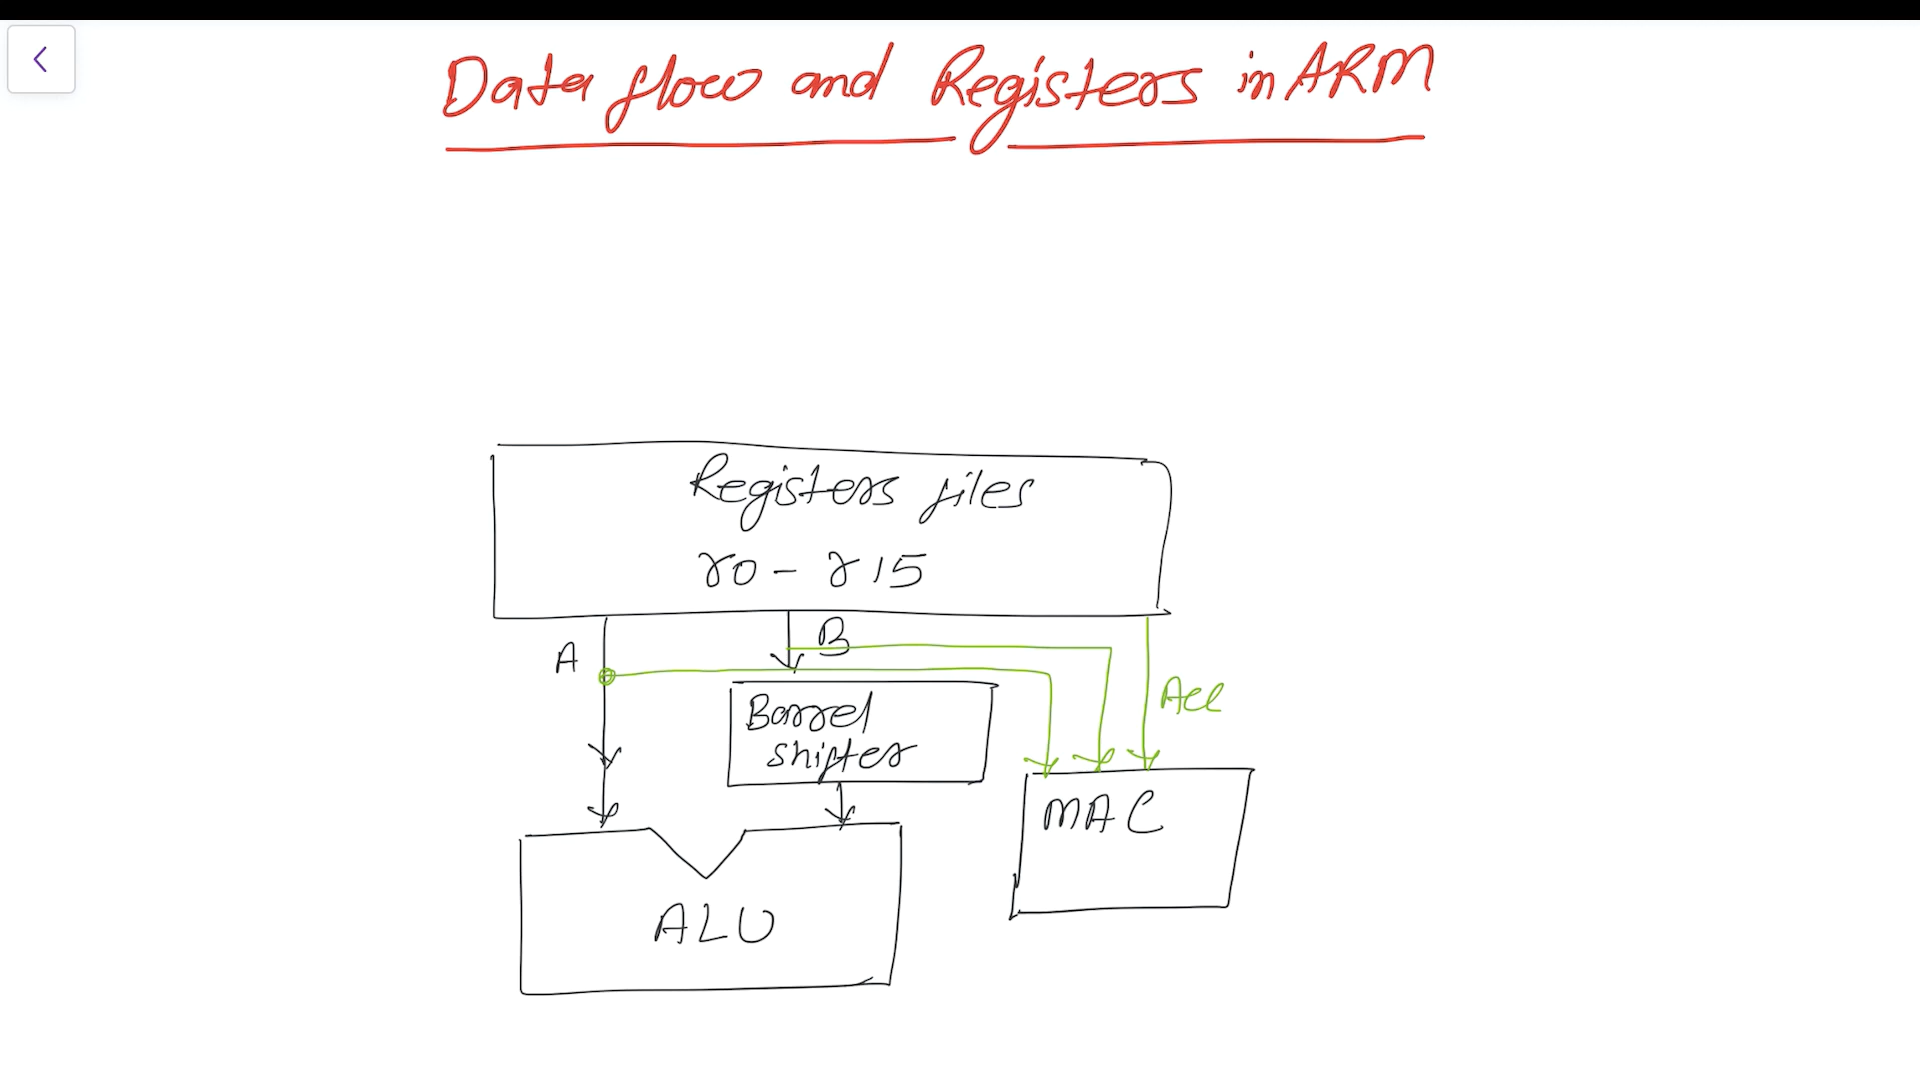 Data flow and Registers in ARM
Registers files
r0 - r15
A
B
Acc
Barrel
shifter
MAC
ALU